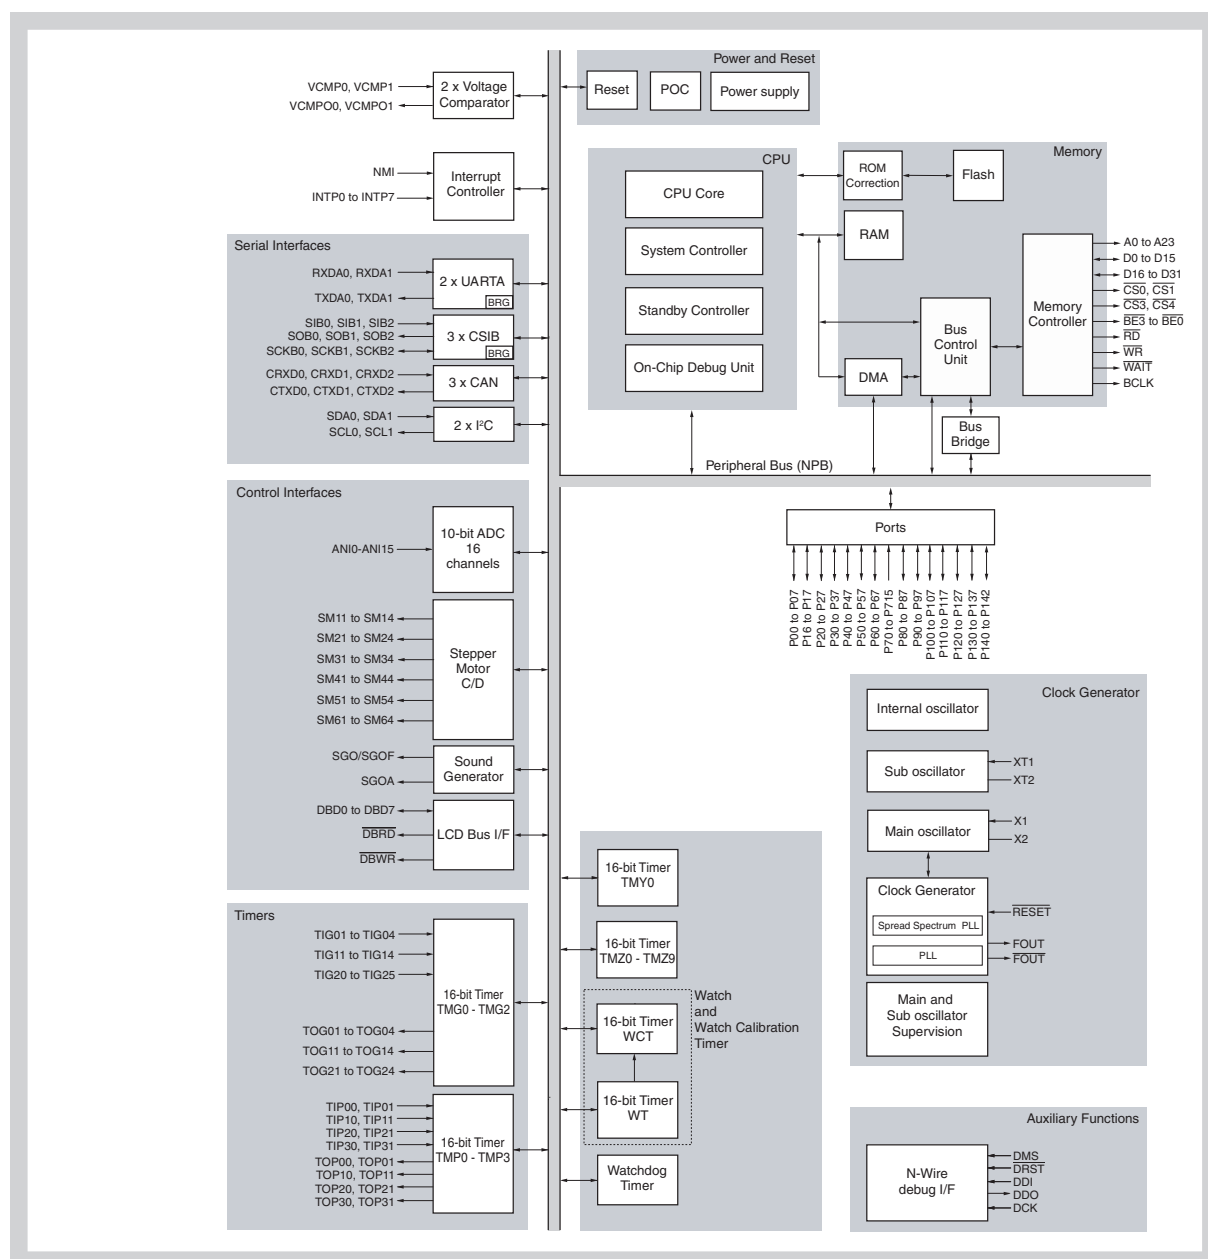 Power and Reset
Reset
POC
Power supply
VCMP0, VCMP1
VCMPO0, VCMPO1
2 x Voltage
Comparator
NMI
INTP0 to INTP7
Interrupt
Controller
CPU
CPU Core
System Controller
Standby Controller
On-Chip Debug Unit
Memory
ROM
Correction
Flash
RAM
DMA
Bus
Control
Unit
Memory
Controller
A0 to A23
D0 to D15
D16 to D31
CS0, CS1
CS3, CS4
BE3 to BE0
RD
WR
WAIT
BCLK
Bus
Bridge
Peripheral Bus (NPB)
Serial Interfaces
RXDA0, RXDA1
TXDA0, TXDA1
2 x UARTA
BRG
SIB0, SIB1, SIB2
SOB0, SOB1, SOB2
SCKB0, SCKB1, SCKB2
3 x CSIB
BRG
CRXD0, CRXD1, CRXD2
CTXD0, CTXD1, CTXD2
3 x CAN
SDA0, SDA1
SCL0, SCL1
2 x I²C
Control Interfaces
ANI0-ANI15
10-bit ADC
16
channels
SM11 to SM14
SM21 to SM24
SM31 to SM34
SM41 to SM44
SM51 to SM54
SM61 to SM64
Stepper
Motor
C/D
SGO/SGOF
SGOA
Sound
Generator
DBD0 to DBD7
DBRD
DBWR
LCD Bus I/F
Ports
P00 to P07
P16 to P17
P20 to P27
P30 to P37
P40 to P47
P50 to P57
P60 to P67
P70 to P715
P80 to P87
P90 to P97
P100 to P107
P110 to P117
P120 to P127
P130 to P137
P140 to P142
Clock Generator
Internal oscillator
Sub oscillator
XT1
XT2
Main oscillator
X1
X2
Clock Generator
Spread Spectrum PLL
PLL
RESET
FOUT
FOUT
Main and
Sub oscillator
Supervision
Timers
TIG01 to TIG04
TIG11 to TIG14
TIG20 to TIG25
TOG01 to TOG04
TOG11 to TOG14
TOG21 to TOG24
16-bit Timer
TMG0 - TMG2
TIP00, TIP01
TIP10, TIP11
TIP20, TIP21
TIP30, TIP31
TOP00, TOP01
TOP10, TOP11
TOP20, TOP21
TOP30, TOP31
16-bit Timer
TMP0 - TMP3
16-bit Timer
TMY0
16-bit Timer
TMZ0 - TMZ9
Watch
and
Watch Calibration
Timer
16-bit Timer
WCT
16-bit Timer
WT
Watchdog
Timer
Auxiliary Functions
N-Wire
debug I/F
DMS
DRST
DDI
DDO
DCK